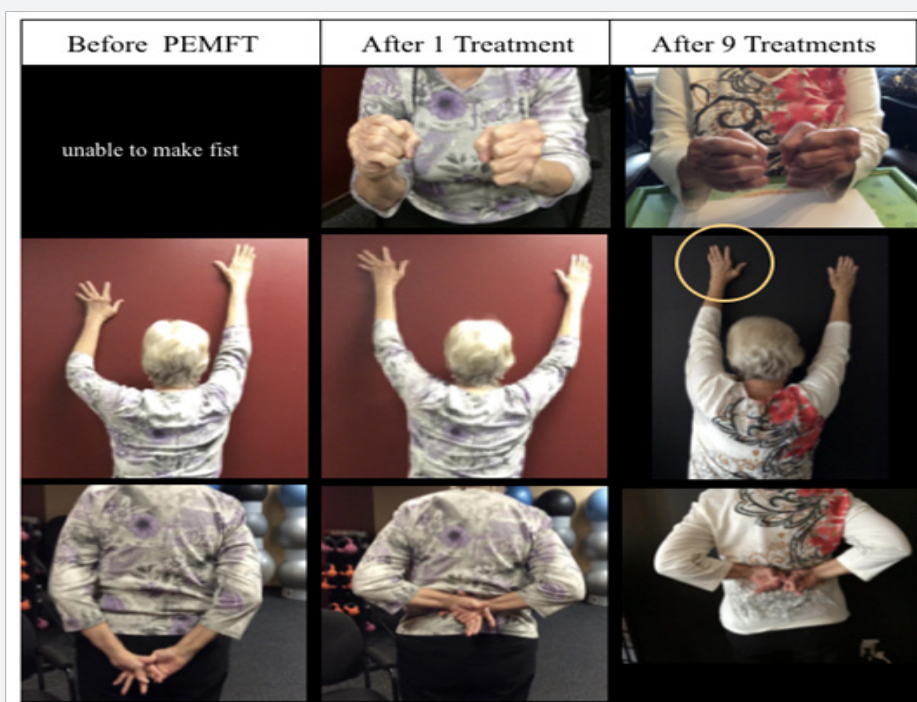 Before PEMFT
After 1 Treatment
After 9 Treatments
unable to make fist